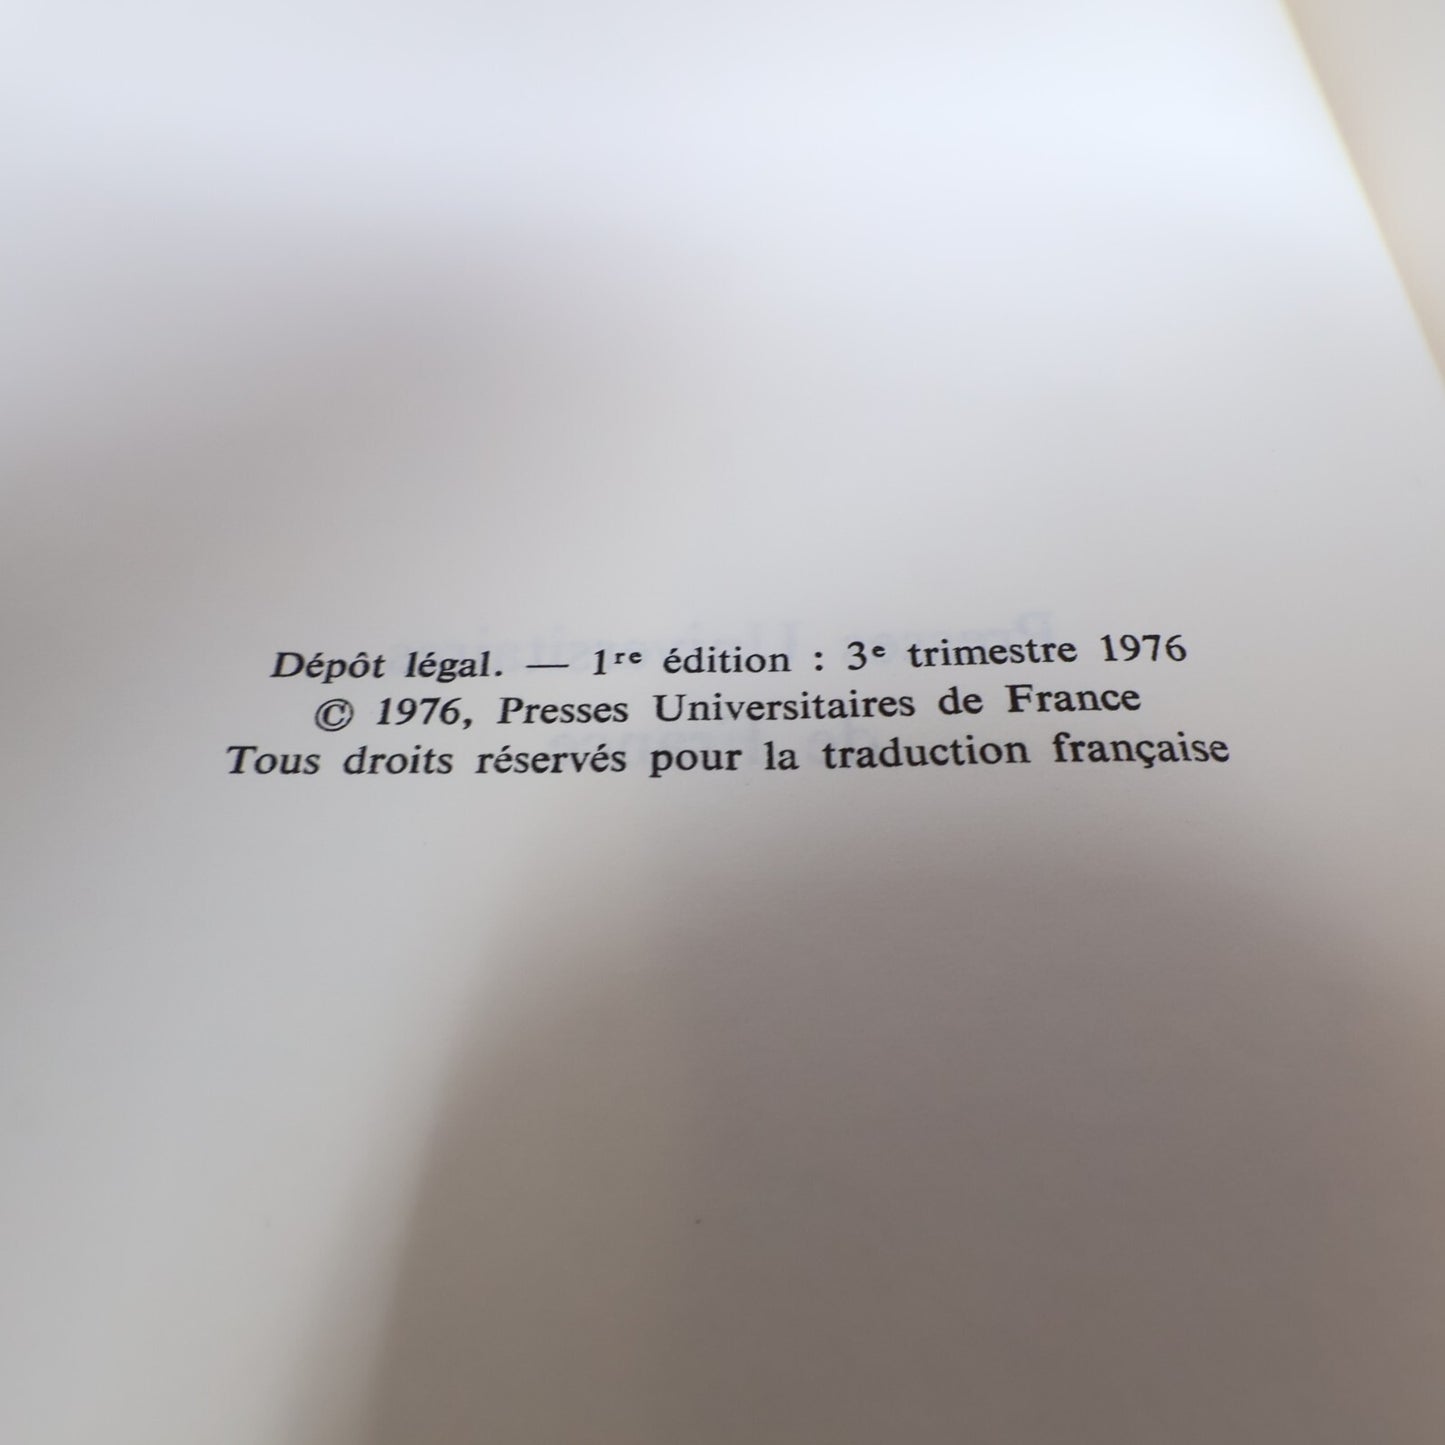 Dépôt légal. — 1re édition : 3e trimestre 1976
© 1976, Presses Universitaires de France
Tous droits réservés pour la traduction française